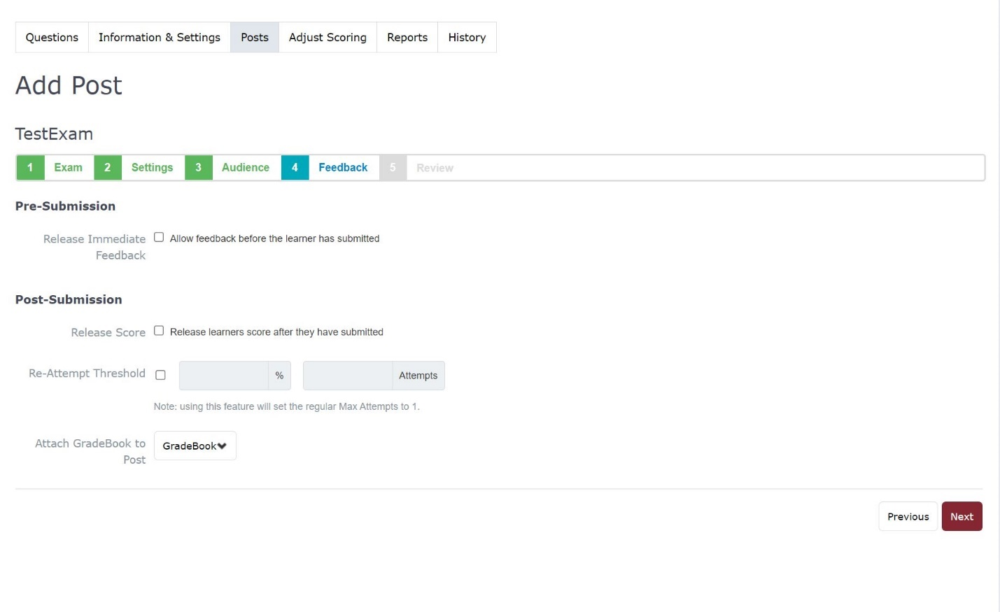 Questions Information & Settings Posts Adjust Scoring Reports History
Add Post
TestExam
1 Exam 2 Settings 3 Audience 4 Feedback 5 Review
Pre-Submission
Release Immediate Feedback
Allow feedback before the learner has submitted
Post-Submission
Release Score Release learners score after they have submitted
Re-Attempt Threshold % Attempts
Note: using this feature will set the regular Max Attempts to 1.
Attach GradeBook to Post
GradeBook
Previous Next